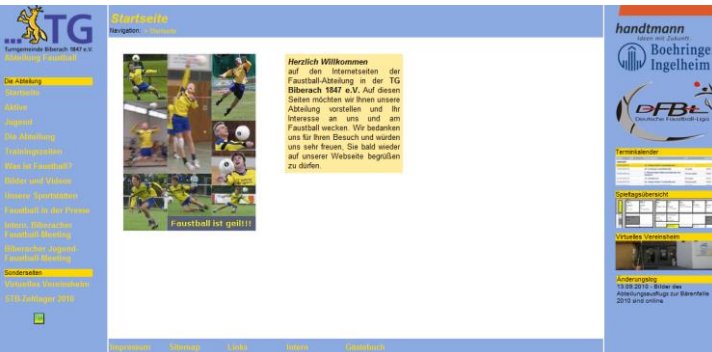 TG
Turngemeinde Biberach 1847 e.V.
Abteilung Faustball
Die Abteilung
Startseite
Aktive
Jugend
Die Abteilung
Trainingszeiten
Was ist Faustball?
Bilder und Videos
Unsere Sportstätten
Faustball in der Presse
Intern. Biberacher
Faustball-Meeting
Biberacher Jugend-
Faustball-Meeting
Sonderseiten
Virtuelles Vereinsheim
STB-Zeltlager 2010
Startseite
Navigation: > Startseite
Faustball ist geil!!!
Herzlich Willkommen
auf den Internetseiten der
Faustball-Abteilung in der TG
Biberach 1847 e.V. Auf diesen
Seiten möchten wir Ihnen unsere
Abteilung vorstellen und Ihr
Interesse an uns und am
Faustball wecken. Wir bedanken
uns für Ihren Besuch und würden
uns sehr freuen, Sie bald wieder
auf unserer Webseite begrüßen
zu dürfen.
Impressum Sitemap Links Intern Gästebuch
handtmann
Ideen mit Zukunft.
Boehringer
Ingelheim
DFBL
Deutsche Faustball-Liga
Terminkalender
Spieltagsübersicht
Virtuelles Vereinsheim
Änderungslog:
13.09.2010 - Bilder des
Abteilungsausflugs zur Bärenfalle
2010 sind online